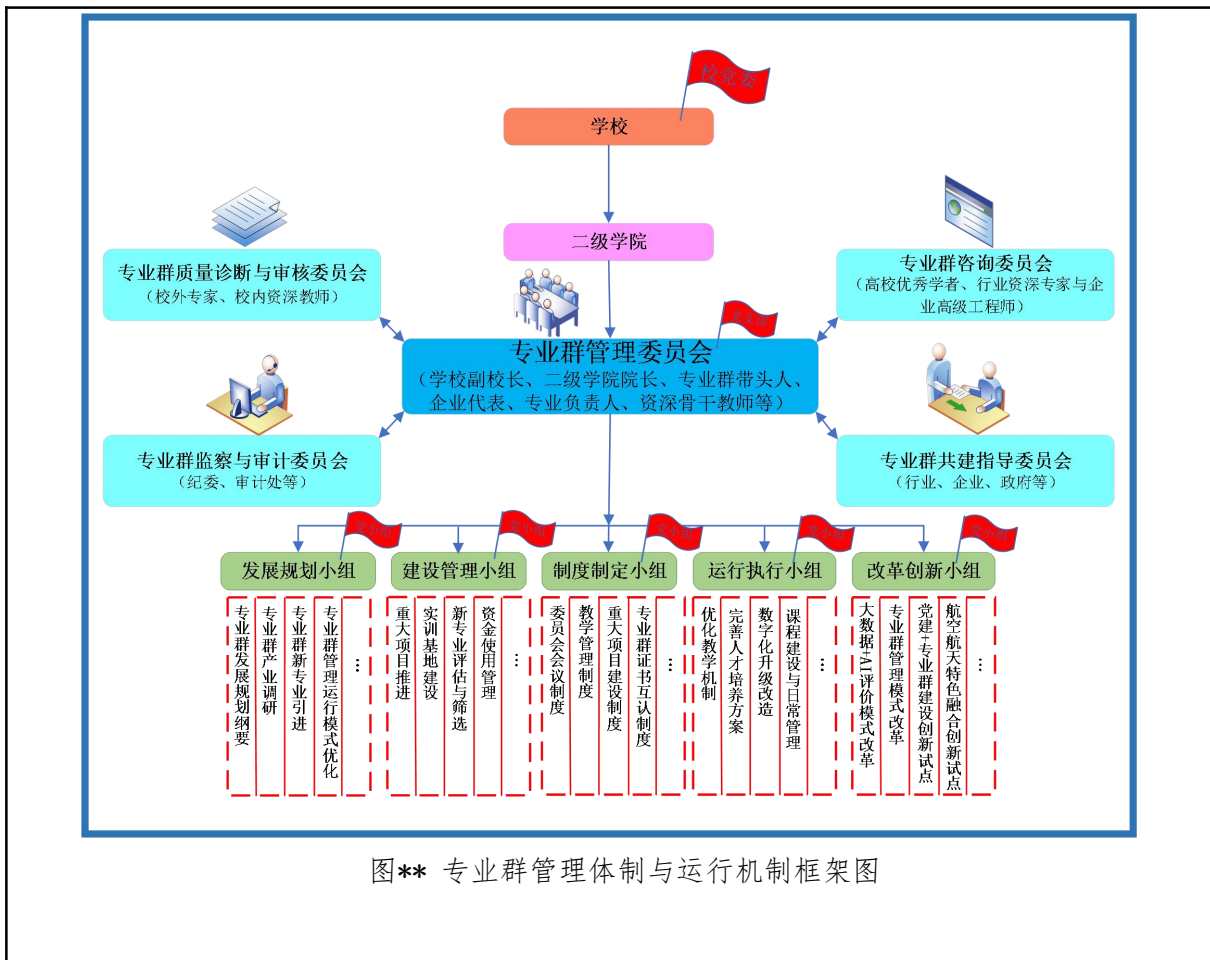 校党委
学校
二级学院
专业群质量诊断与审核委员会
（校外专家、校内资深教师）
专业群咨询委员会
（高校优秀学者、行业资深专家与企
业高级工程师）
党支部
专业群管理委员会
（学校副校长、二级学院院长、专业群带头人、
企业代表、专业负责人、资深骨干教师等）
专业群监察与审计委员会
（纪委、审计处等）
专业群共建指导委员会
（行业、企业、政府等）
党小组
党小组
党小组
党小组
党小组
发展规划小组
建设管理小组
制度制定小组
运行执行小组
改革创新小组
专业群发展规划纲要
专业群产业调研
专业群新专业引进
专业群管理运行模式优化
…
重大项目推进
实训基地建设
新专业评估与筛选
资金使用管理
…
委员会会议制度
教学管理制度
重大项目建设制度
专业群证书互认制度
…
优化教学机制
完善人才培养方案
数字化升级改造
课程建设与日常管理
…
大数据+AI评价模式改革
专业群管理模式改革
党建+专业群建设创新试点
航空航天特色融合创新试点
…
图** 专业群管理体制与运行机制框架图